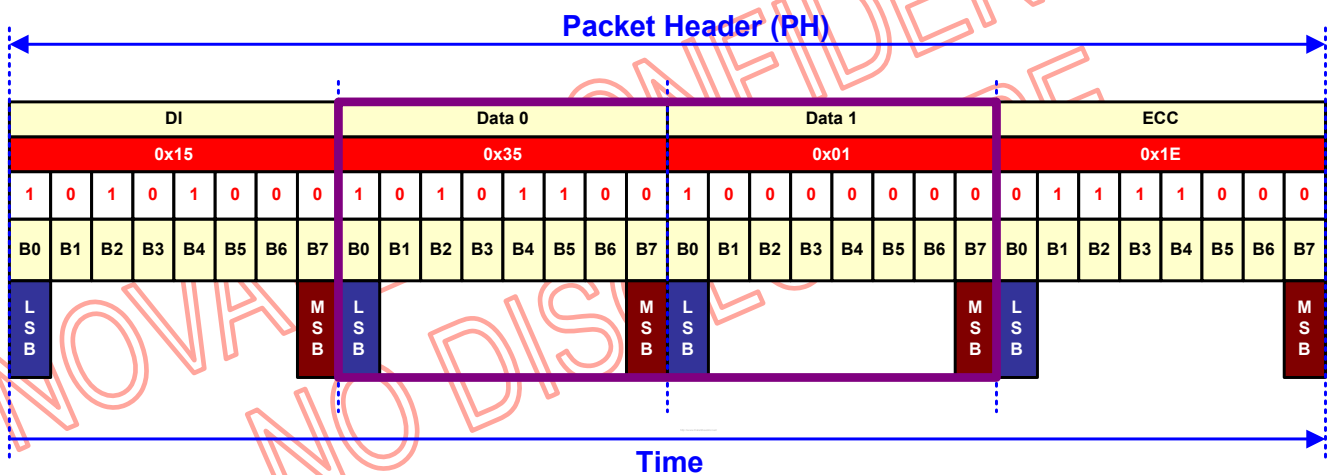 Packet Header (PH)
DI Data 0 Data 1 ECC
0x15 0x35 0x01 0x1E
1 0 1 0 1 0 0 0 1 0 1 0 1 1 0 0 1 0 0 0 0 0 0 0 0 1 1 1 1 0 0 0
B0 B1 B2 B3 B4 B5 B6 B7 B0 B1 B2 B3 B4 B5 B6 B7 B0 B1 B2 B3 B4 B5 B6 B7 B0 B1 B2 B3 B4 B5 B6 B7
LSB MSB LSB MSB LSB MSB LSB MSB
Time